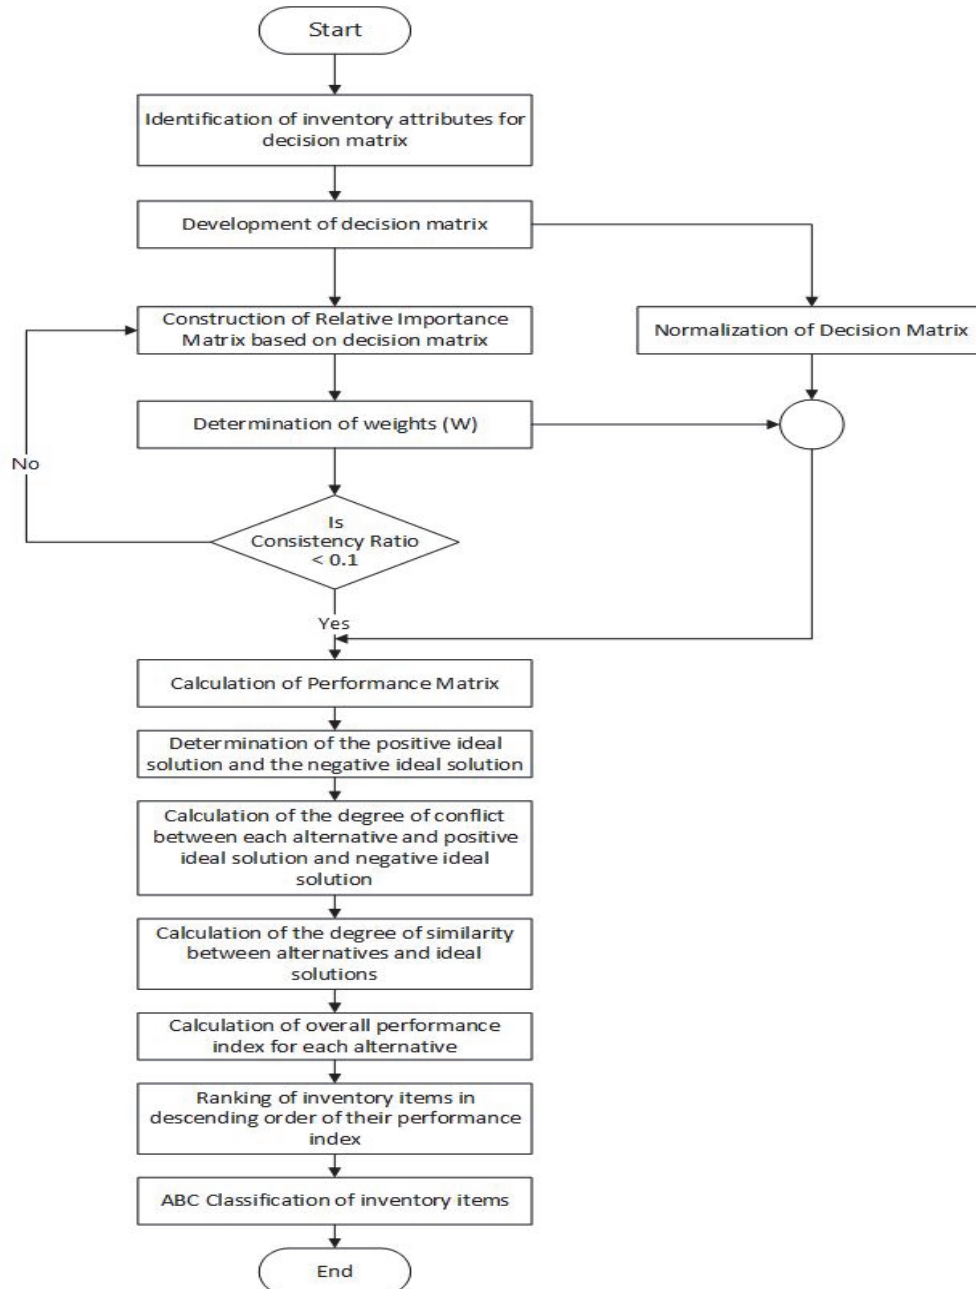 Start
Identification of inventory attributes for
decision matrix
Development of decision matrix
Construction of Relative Importance
Matrix based on decision matrix
Normalization of Decision Matrix
Determination of weights (W)
No
Is
Consistency Ratio
< 0.1
Yes
Calculation of Performance Matrix
Determination of the positive ideal
solution and the negative ideal solution
Calculation of the degree of conflict
between each alternative and positive
ideal solution and negative ideal
solution
Calculation of the degree of similarity
between alternatives and ideal
solutions
Calculation of overall performance
index for each alternative
Ranking of inventory items in
descending order of their performance
index
ABC Classification of inventory items
End